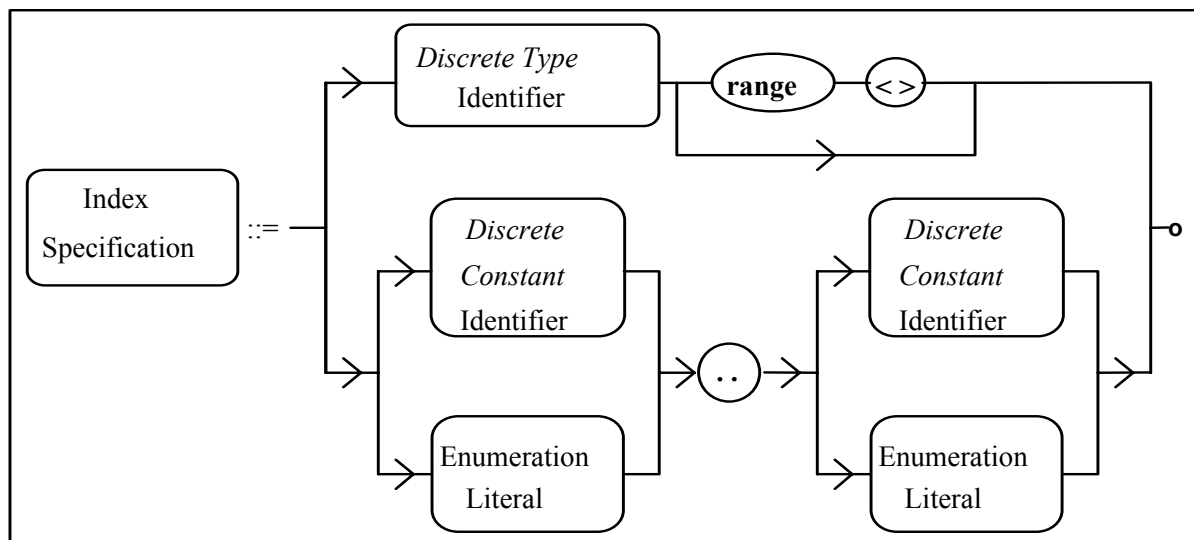 Discrete Type
Identifier
range
< >
Index
Specification
::=
Discrete
Constant
Identifier
. .
Discrete
Constant
Identifier
Enumeration
Literal
Enumeration
Literal